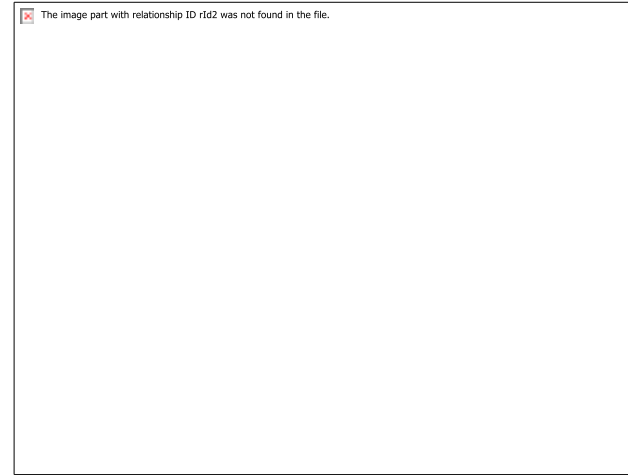 The image part with relationship ID rId2 was not found in the file.